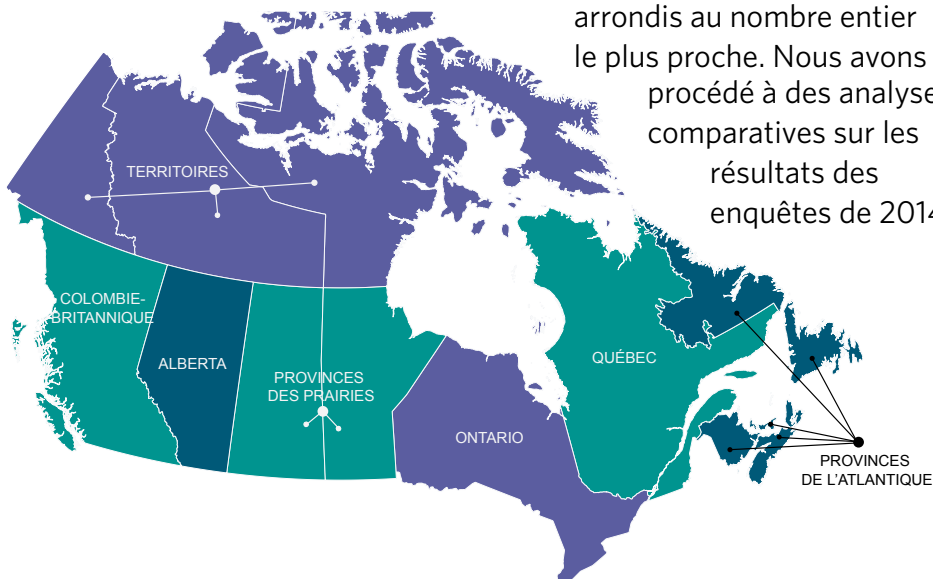 arrondis au nombre entier
le plus proche. Nous avons
procédé à des analyse
comparatives sur les
résultats des
enquêtes de 2014
TERRITOIRES
COLOMBIE-
BRITANNIQUE
ALBERTA
PROVINCES
DES PRAIRIES
ONTARIO
QUÉBEC
PROVINCES
DE L'ATLANTIQUE